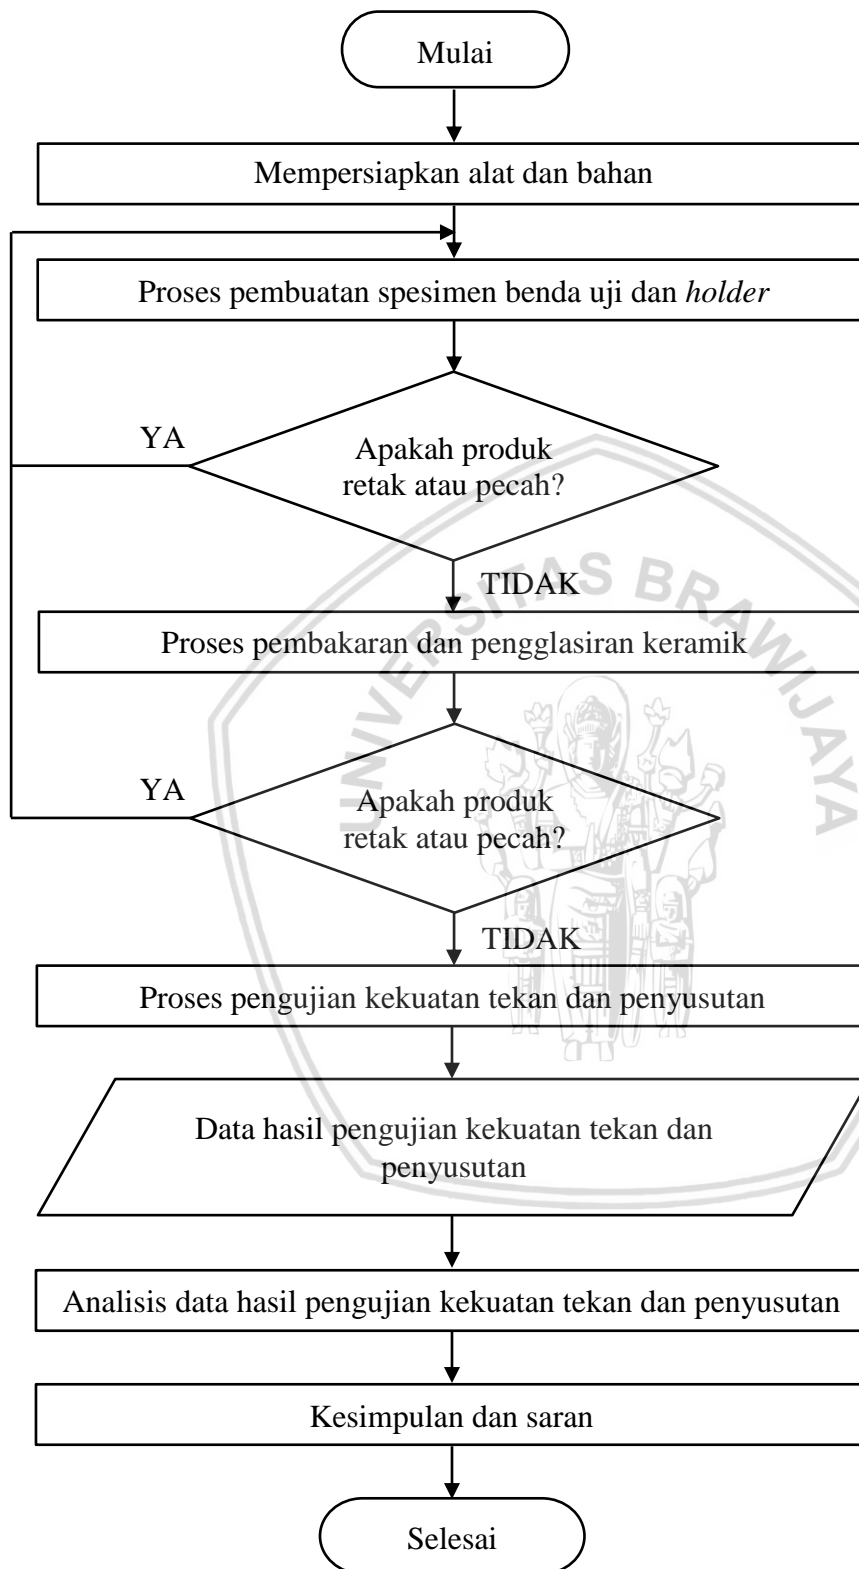 Mulai
Mempersiapkan alat dan bahan
Proses pembuatan spesimen benda uji dan holder
YA
Apakah produk
retak atau pecah?
TIDAK
Proses pembakaran dan pengglasiran keramik
YA
Apakah produk
retak atau pecah?
TIDAK
Proses pengujian kekuatan tekan dan penyusutan
Data hasil pengujian kekuatan tekan dan
penyusutan
Analisis data hasil pengujian kekuatan tekan dan penyusutan
Kesimpulan dan saran
Selesai
UNIVERSITAS BRAWIJAYA